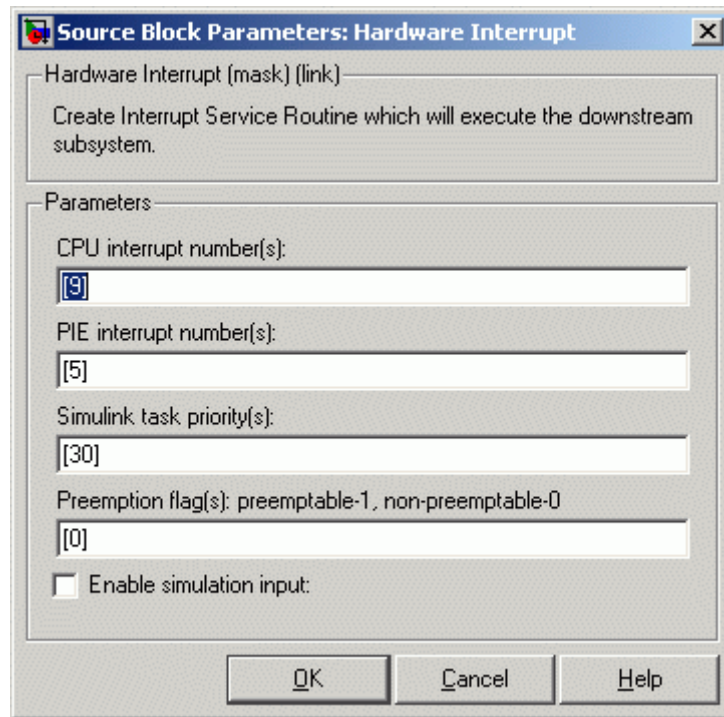 Source Block Parameters: Hardware Interrupt
Hardware Interrupt (mask) (link)
Create Interrupt Service Routine which will execute the downstream
subsystem.
Parameters
CPU interrupt number(s):
[9]
PIE interrupt number(s):
[5]
Simulink task priority(s):
[30]
Preemption flag(s): preemptable-1, non-preemptable-0
[0]
Enable simulation input:
OK Cancel Help